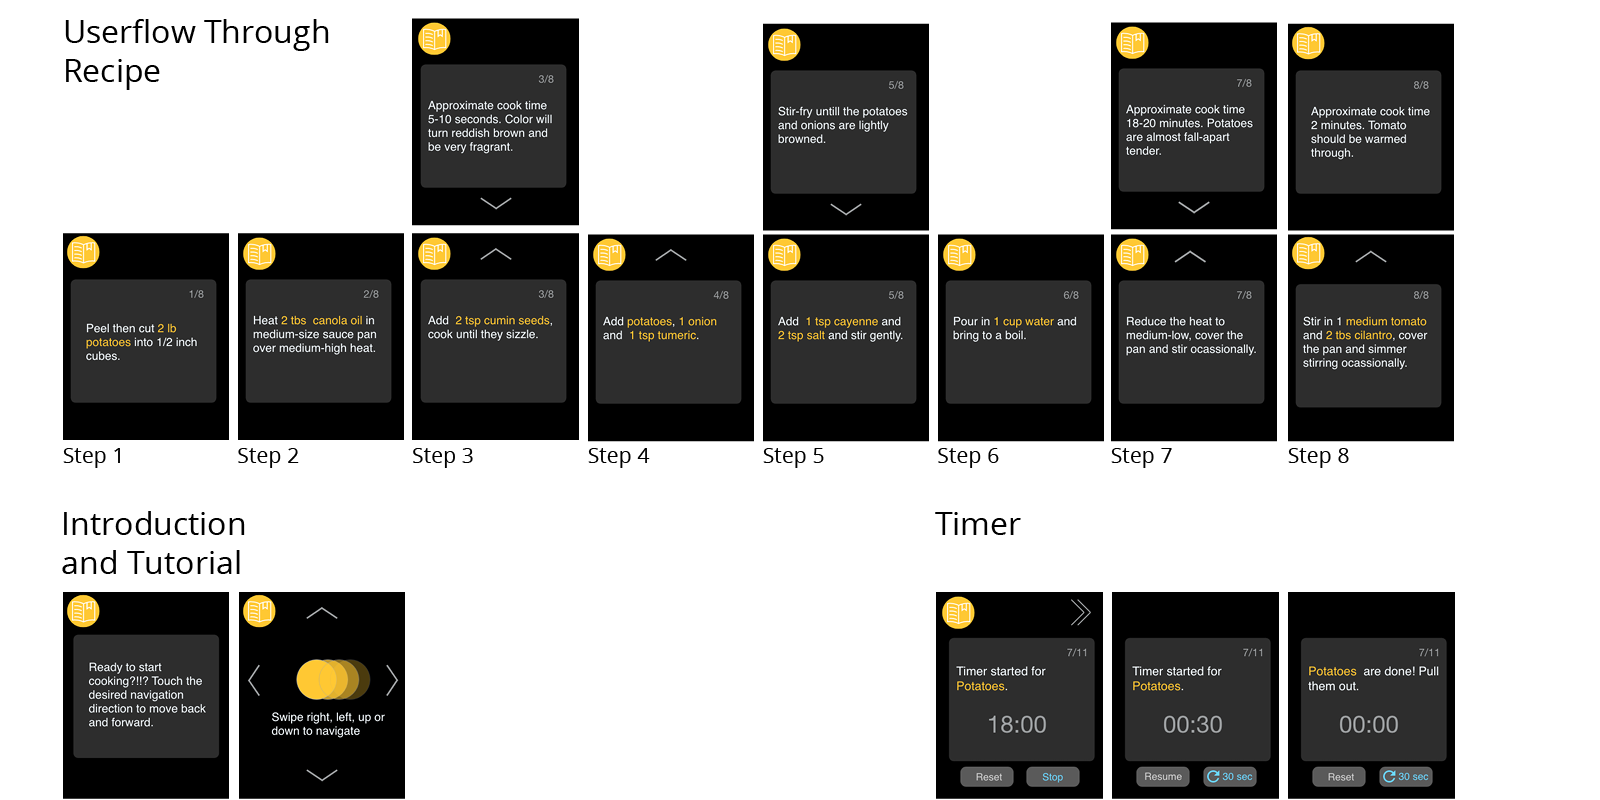 Userflow Through
Recipe
3/8
Approximate cook time
5-10 seconds. Color will
turn reddish brown and
be very fragrant.
5/8
Stir-fry untill the potatoes
and onions are lightly
browned.
7/8
Approximate cook time
18-20 minutes. Potatoes
are almost fall-apart
tender.
8/8
Approximate cook time
2 minutes. Tomato
should be warmed
through.
1/8
Peel then cut 2 lb
potatoes into 1/2 inch
cubes.
2/8
Heat 2 tbs canola oil in
medium-size sauce pan
over medium-high heat.
3/8
Add 2 tsp cumin seeds,
cook until they sizzle.
4/8
Add potatoes, 1 onion
and 1 tsp tumeric.
5/8
Add 1 tsp cayenne and
2 tsp salt and stir gently.
6/8
Pour in 1 cup water and
bring to a boil.
7/8
Reduce the heat to
medium-low, cover the
pan and stir ocassionally.
8/8
Stir in 1 medium tomato
and 2 tbs cilantro, cover
the pan and simmer
stirring ocassionally.
Step 1
Step 2
Step 3
Step 4
Step 5
Step 6
Step 7
Step 8
Introduction
and Tutorial
Ready to start
cooking?!!? Touch the
desired navigation
direction to move back
and forward.
Swipe right, left, up or
down to navigate
Timer
7/11
Timer started for
Potatoes.
18:00
Reset
Stop
7/11
Timer started for
Potatoes.
00:30
Resume
30 sec
7/11
Potatoes are done! Pull
them out.
00:00
Reset
30 sec